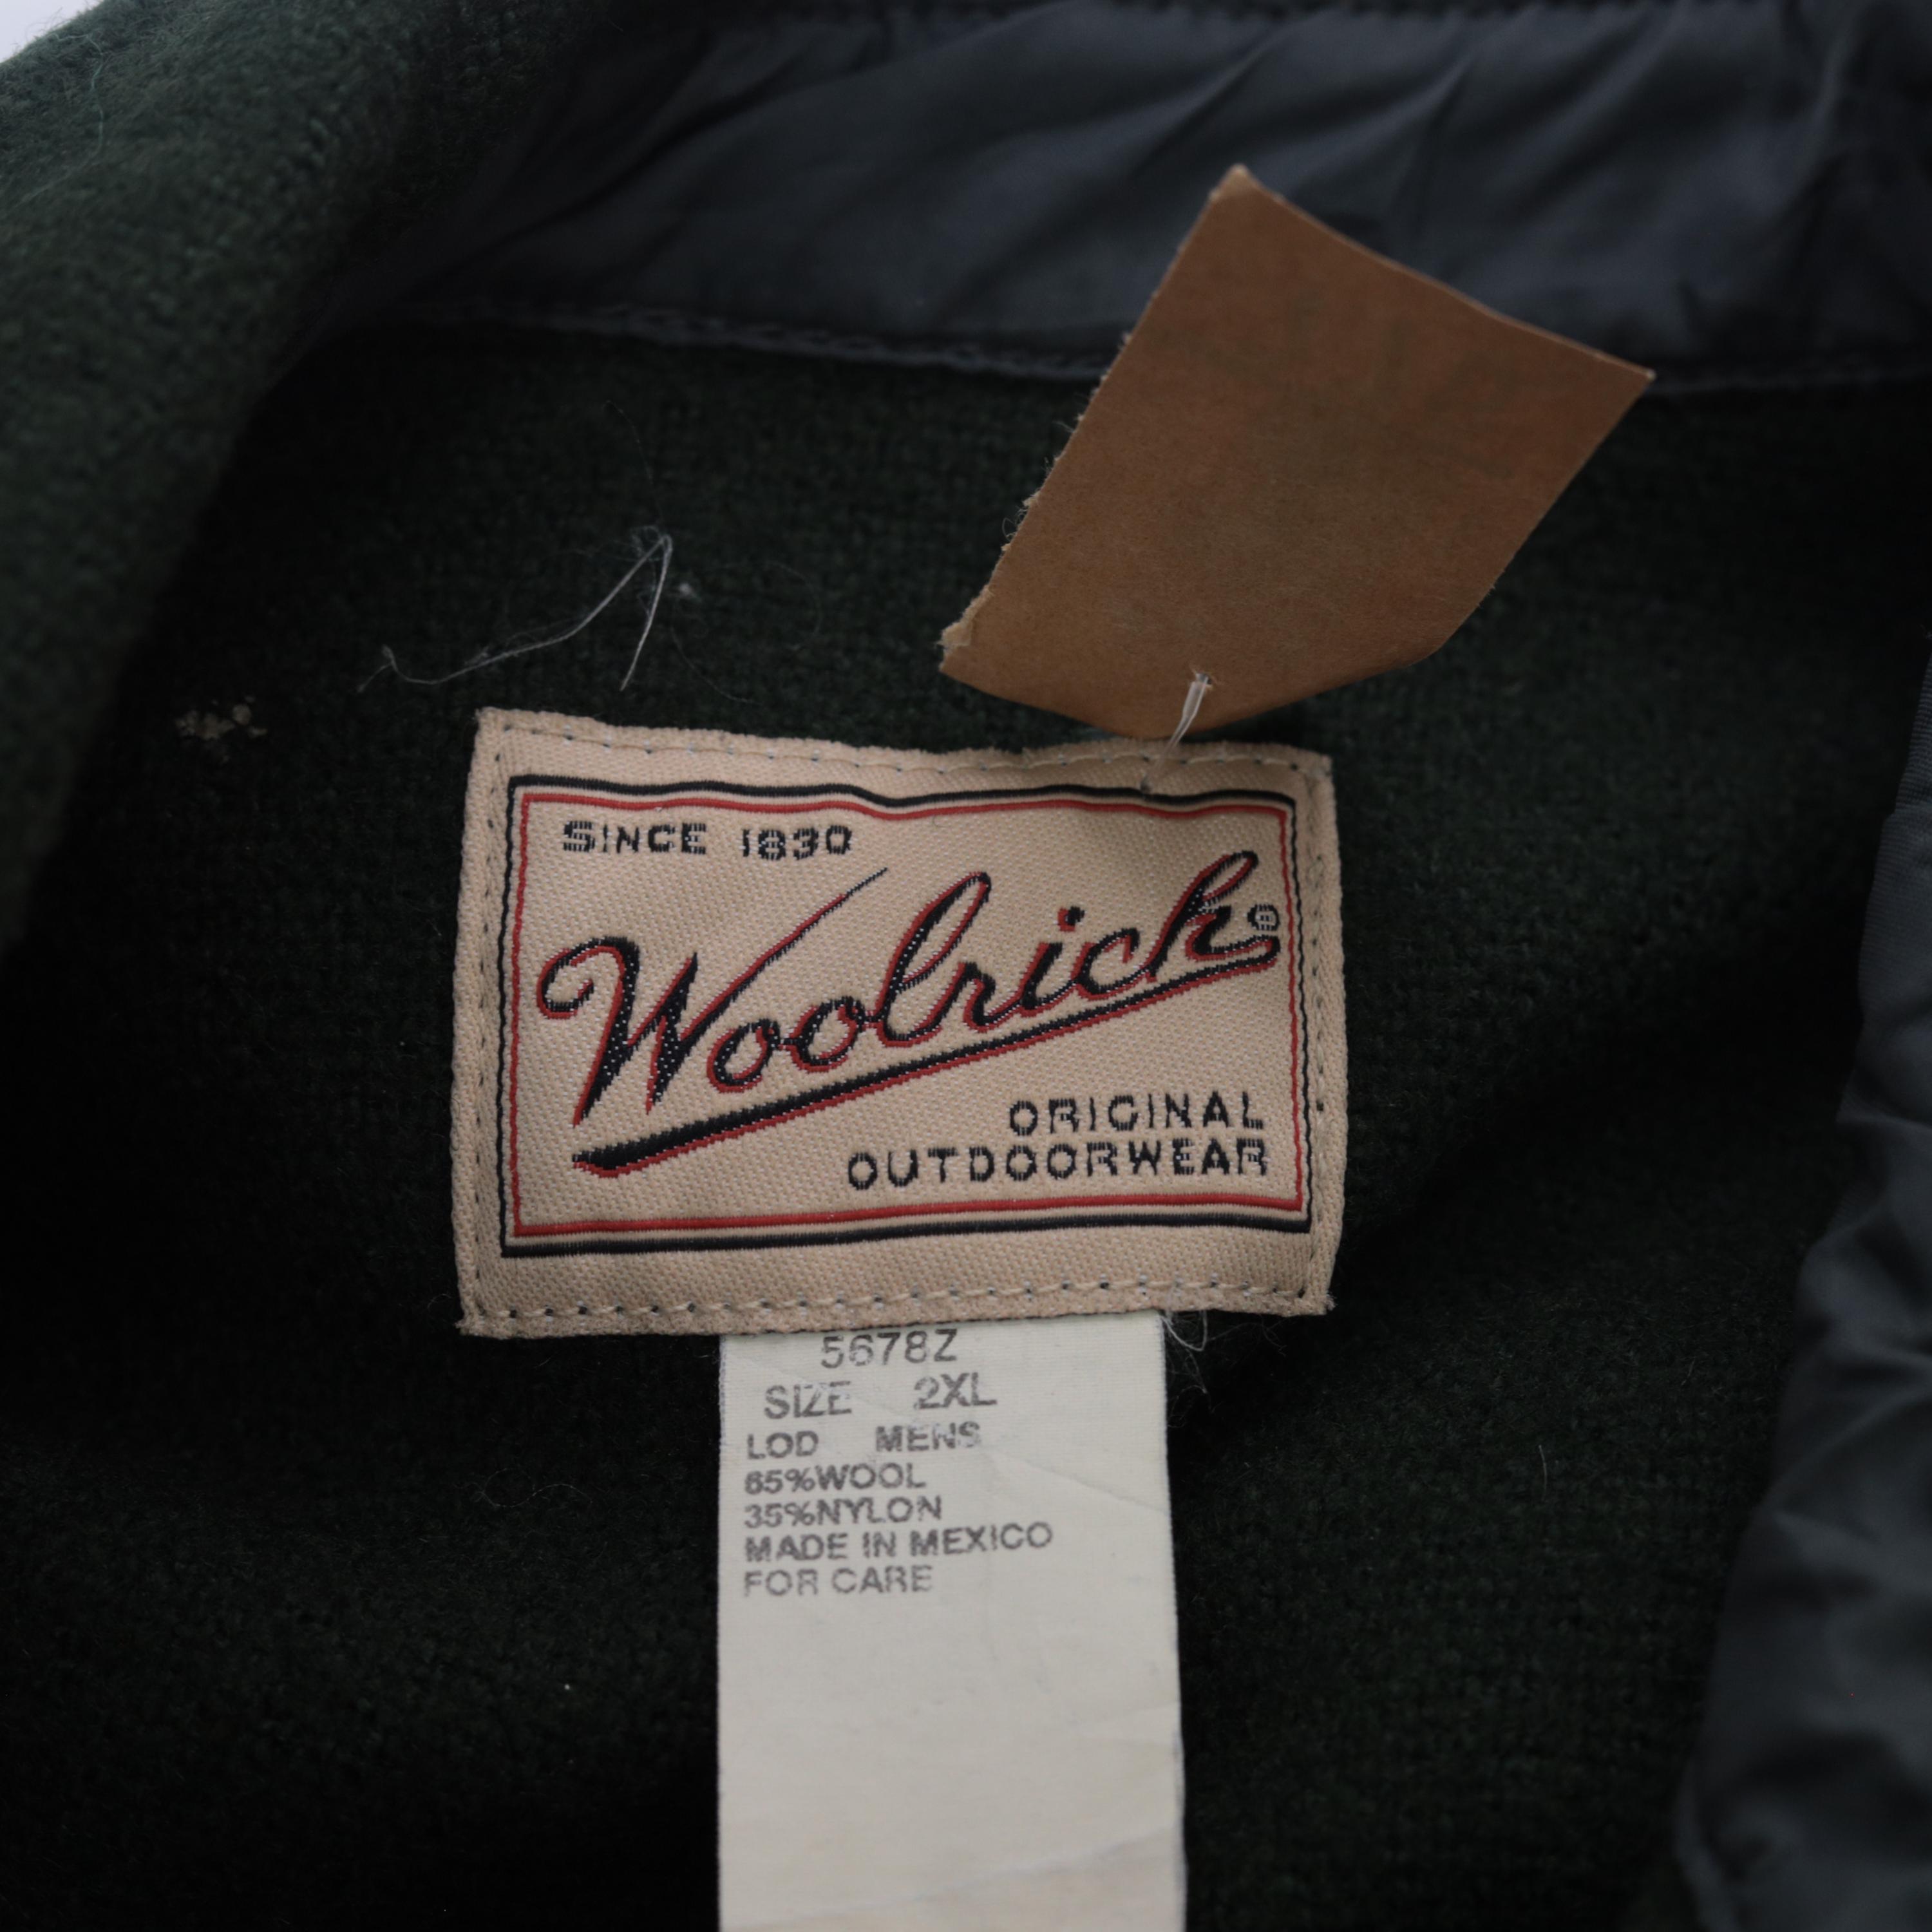 SINCE 1830
Woolrich®
ORIGINAL
OUTDOORWEAR
5678Z
SIZE 2XL
LOD MENS
65%WOOL
35%NYLON
MADE IN MEXICO
FOR CARE